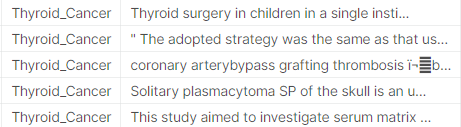 Thyroid_Cancer Thyroid surgery in children in a single insti...
Thyroid_Cancer " The adopted strategy was the same as that us...
Thyroid_Cancer coronary arterybypass grafting thrombosis ï¬b...
Thyroid_Cancer Solitary plasmacytoma SP of the skull is an u...
Thyroid_Cancer This study aimed to investigate serum matrix ...